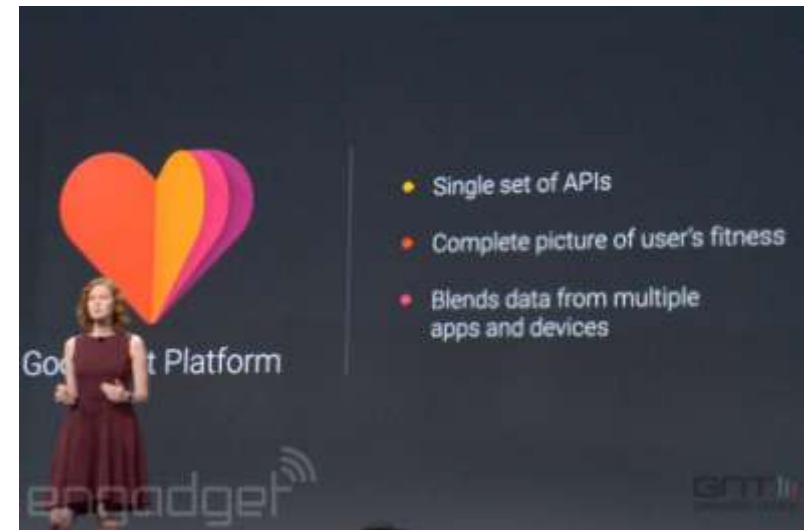 Single set of APIs
Complete picture of user's fitness
Blends data from multiple
apps and devices
Goo t Platform
engadget
GNT